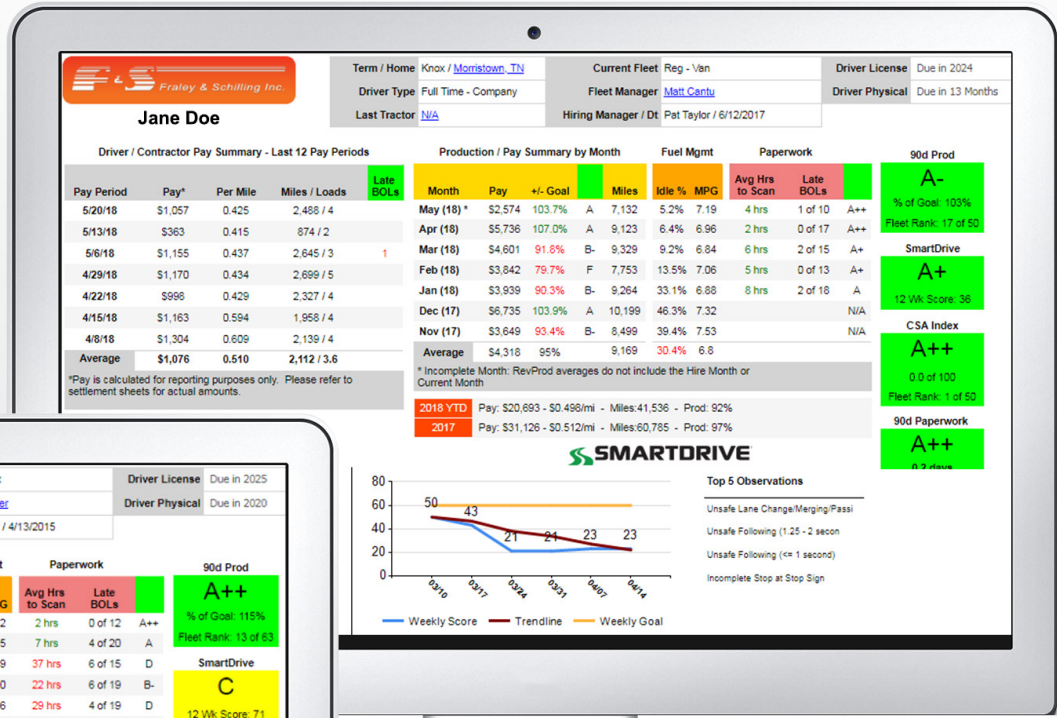 F&S Fraley & Schilling Inc.
Jane Doe
Term / Home Knox / Morristown, TN
Driver Type Full Time - Company
Last Tractor N/A
Current Fleet Reg - Van
Fleet Manager Matt Cantu
Hiring Manager / Dt Pat Taylor / 6/12/2017
Driver License Due in 2024
Driver Physical Due in 13 Months
Driver / Contractor Pay Summary - Last 12 Pay Periods
Pay Period Pay* Per Mile Miles / Loads Late BOLs
5/20/18 $1,057 0.425 2,488 / 4
5/13/18 $363 0.415 874 / 2
5/6/18 $1,155 0.437 2,645 / 3 1
4/29/18 $1,170 0.434 2,699 / 5
4/22/18 $998 0.429 2,327 / 4
4/15/18 $1,163 0.594 1,958 / 4
4/8/18 $1,304 0.609 2,139 / 4
Average $1,076 0.510 2,112 / 3.6
*Pay is calculated for reporting purposes only. Please refer to
settlement sheets for actual amounts.
Production / Pay Summary by Month Fuel Mgmt Paperwork
Month Pay +/- Goal Miles Idle % MPG Avg Hrs to Scan Late BOLs
May (18) * $2,574 103.7% A 7,132 5.2% 7.19 4 hrs 1 of 10 A++
Apr (18) $5,736 107.0% A 9,123 6.4% 6.96 2 hrs 0 of 17 A++
Mar (18) $4,601 91.8% B- 9,329 9.2% 6.84 6 hrs 2 of 15 A+
Feb (18) $3,842 79.7% F 7,753 13.5% 7.06 5 hrs 0 of 13 A+
Jan (18) $3,939 90.3% B- 9,264 33.1% 6.88 8 hrs 2 of 18 A
Dec (17) $6,735 103.9% A 10,199 46.3% 7.32 N/A
Nov (17) $3,649 93.4% B- 8,499 39.4% 7.53 N/A
Average $4,318 95% 9,169 30.4% 6.8
* Incomplete Month: RevProd averages do not include the Hire Month or
Current Month
2018 YTD Pay: $20,693 - $0.498/mi - Miles:41,536 - Prod: 92%
2017 Pay: $31,126 - $0.512/mi - Miles:60,785 - Prod: 97%
90d Prod
A-
% of Goal: 103%
Fleet Rank: 17 of 50
SmartDrive
A+
12 Wk Score: 36
CSA Index
A++
0.0 of 100
Fleet Rank: 1 of 50
90d Paperwork
A++
0.2 days
SMARTDRIVE
80
60
40
20
0
50
43
21
21
23
23
03/10
03/17
03/24
03/31
04/07
04/14
Weekly Score Trendline Weekly Goal
Top 5 Observations
Unsafe Lane Change/Merging/Passi
Unsafe Following (1.25 - 2 secon
Unsafe Following (<= 1 second)
Incomplete Stop at Stop Sign
er
/ 4/13/2015
Driver License Due in 2025
Driver Physical Due in 2020
t Paperwork
G Avg Hrs to Scan Late BOLs
2 2 hrs 0 of 12 A++
5 7 hrs 4 of 20 A
9 37 hrs 6 of 15 D
0 22 hrs 6 of 19 B-
6 29 hrs 4 of 19 D
90d Prod
A++
% of Goal: 115%
Fleet Rank: 13 of 63
SmartDrive
C
12 Wk Score: 71